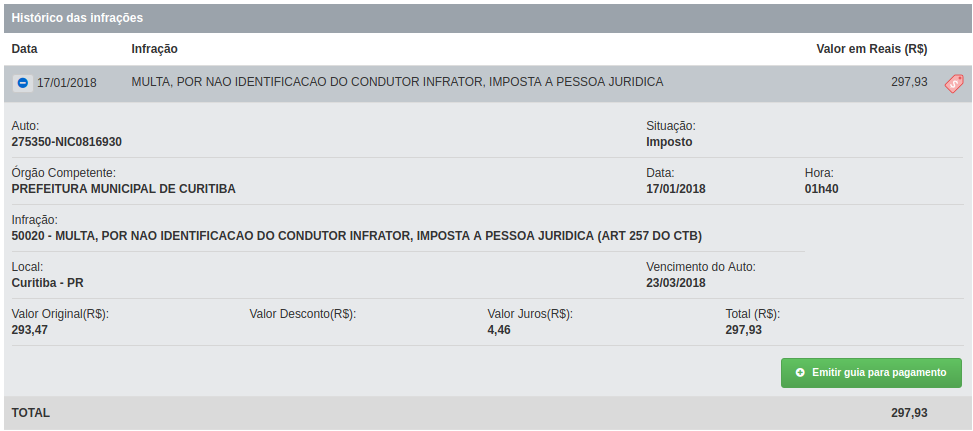 Histórico das infrações
Data Infração Valor em Reais (R$)
17/01/2018 MULTA, POR NAO IDENTIFICACAO DO CONDUTOR INFRATOR, IMPOSTA A PESSOA JURIDICA 297,93
Auto: Situação:
275350-NIC0816930 Imposto
Órgão Competente: Data: Hora:
PREFEITURA MUNICIPAL DE CURITIBA 17/01/2018 01h40
Infração:
50020 - MULTA, POR NAO IDENTIFICACAO DO CONDUTOR INFRATOR, IMPOSTA A PESSOA JURIDICA (ART 257 DO CTB)
Local: Vencimento do Auto:
Curitiba - PR 23/03/2018
Valor Original(R$): Valor Desconto(R$): Valor Juros(R$): Total (R$):
293,47 4,46 297,93
Emitir guia para pagamento
TOTAL 297,93